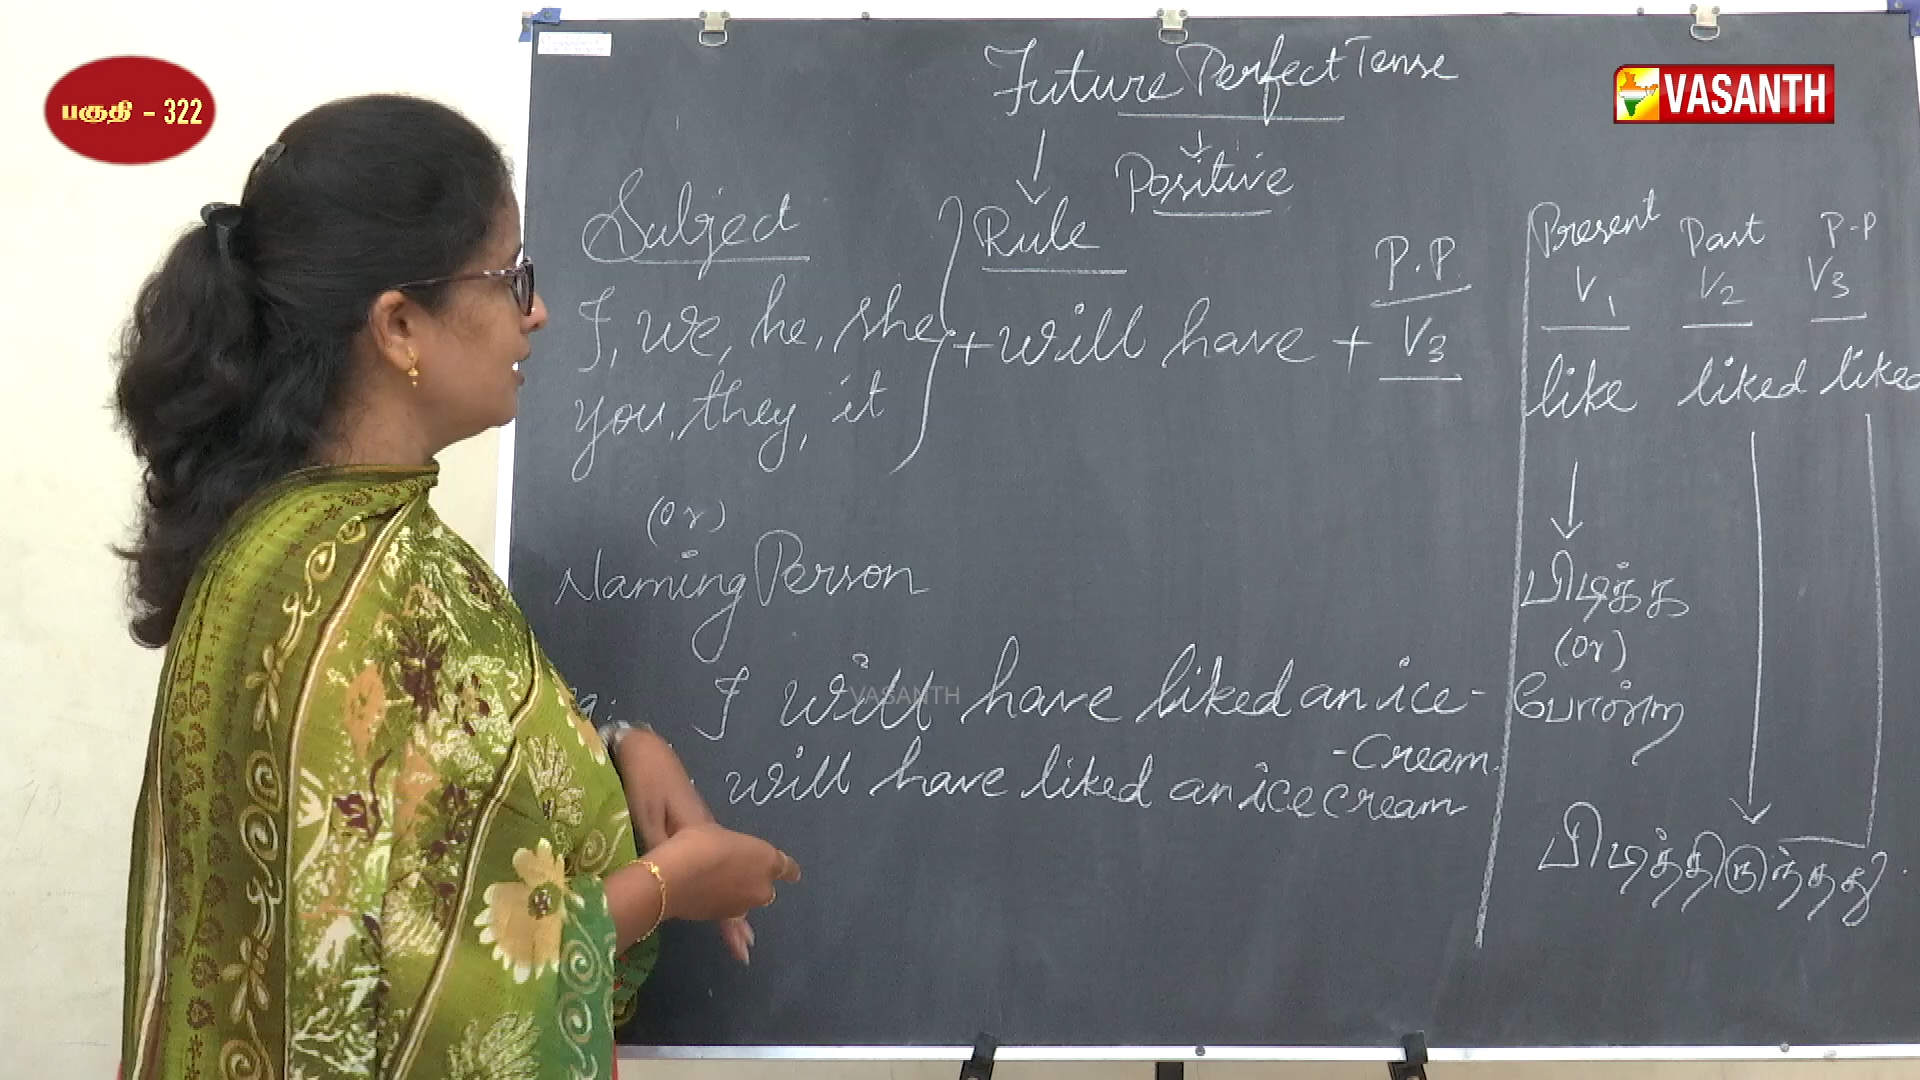 பகுதி - 322
VASANTH
Future Perfect Tense
Positive
Subject
Rule
P.P
I, we, he, she,
+ will have + V3
you, they, it
(or)
Naming Person
I will have liked an ice-
-Cream.
will have liked an ice cream
VASANTH
Present Past P-P
V1 V2 V3
like liked liked
பிடிக்க
(or)
போன்ற
பிடித்திருந்தது.